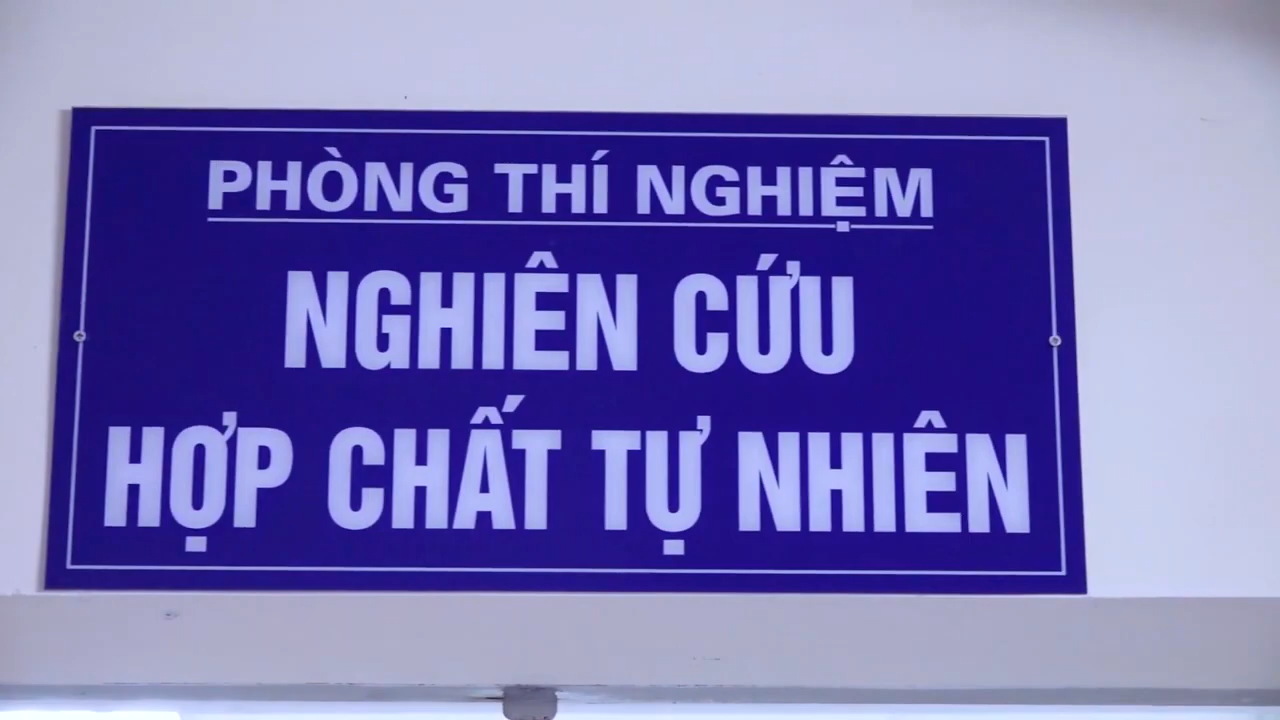 PHÒNG THÍ NGHIỆM
NGHIÊN CỨU
HỢP CHẤT TỰ NHIÊN